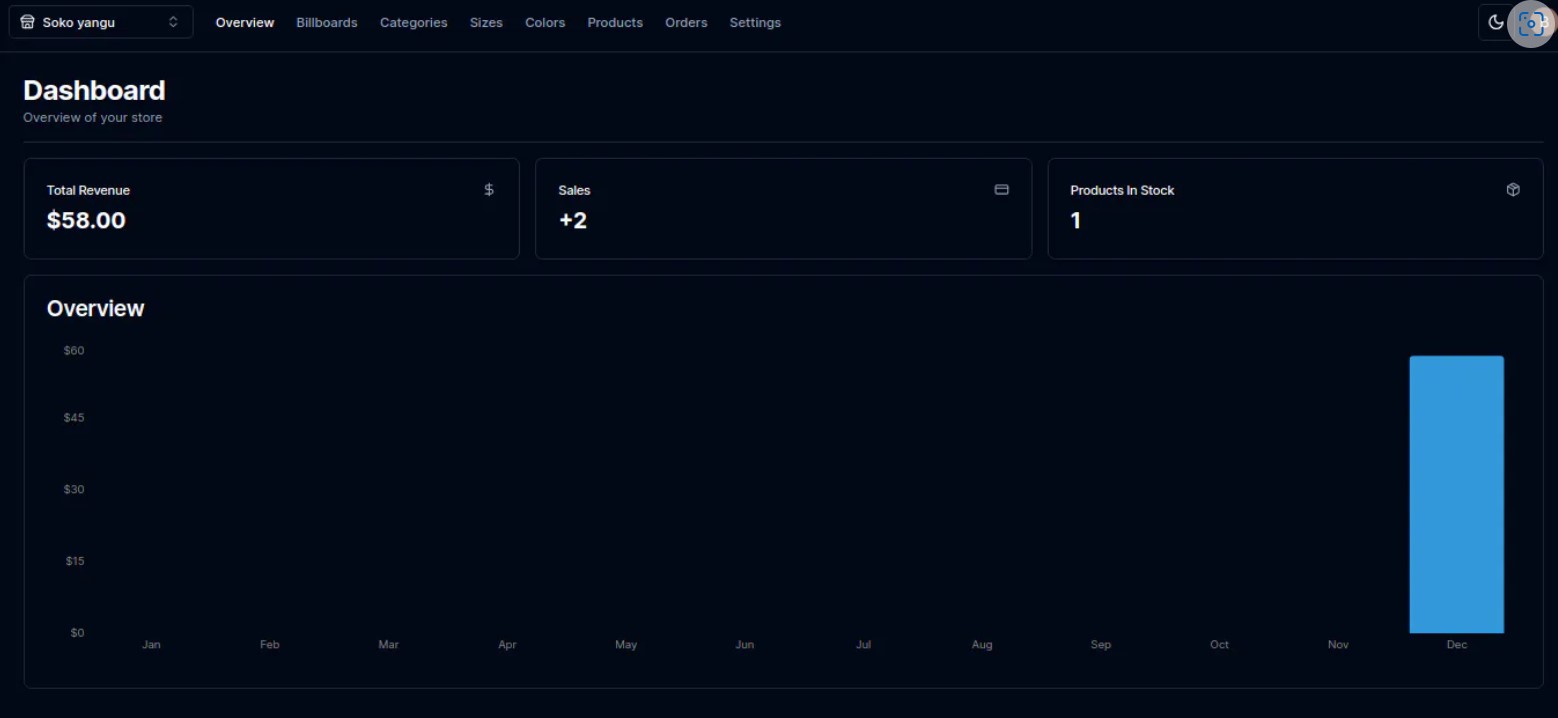 Soko yangu Overview Billboards Categories Sizes Colors Products Orders Settings
Dashboard
Overview of your store
Total Revenue $
$58.00
Sales
+2
Products In Stock
1
Overview
$60
$45
$30
$15
$0
Jan Feb Mar Apr May Jun Jul Aug Sep Oct Nov Dec